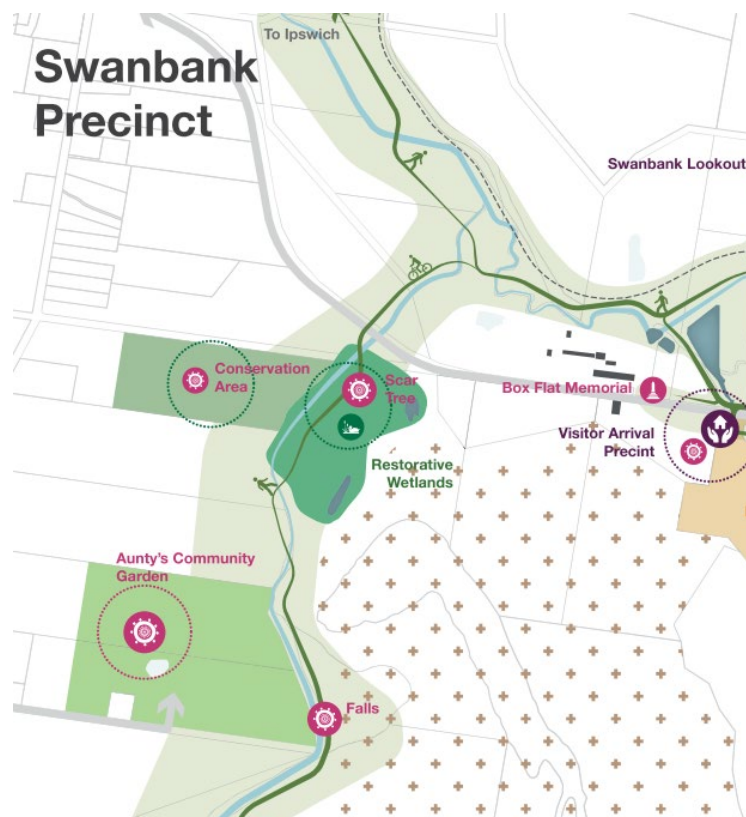 To Ipswich
Swanbank
Precinct
Swanbank Lookout
Conservation
Area
Scar
Tree
Box Flat Memorial
Visitor Arrival
Precint
Restorative
Wetlands
Aunty's Community
Garden
Falls